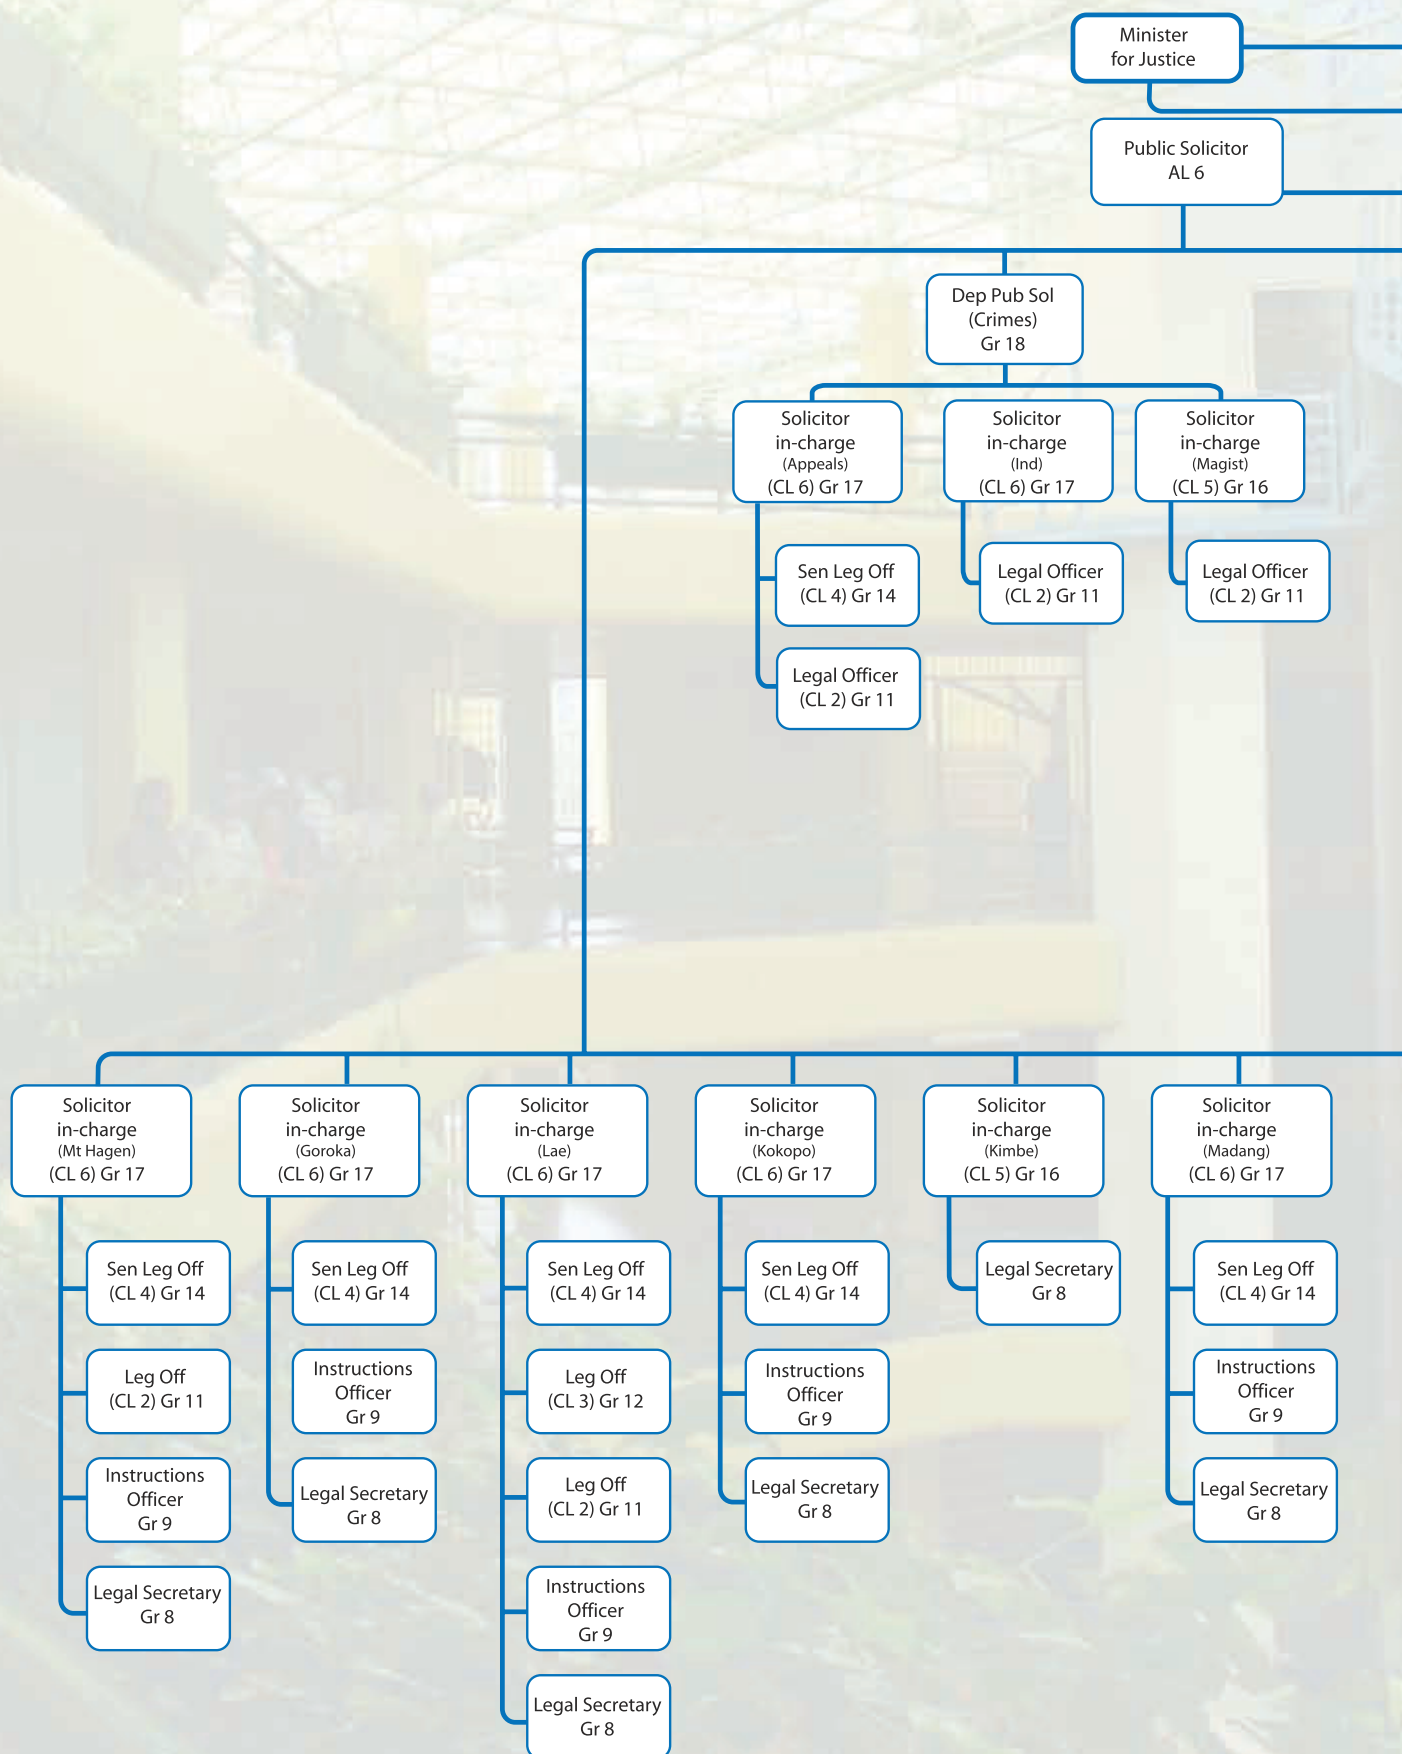 Minister
for Justice
Public Solicitor
AL 6
Dep Pub Sol
(Crimes)
Gr 18
Solicitor
in-charge
(Appeals)
(CL 6) Gr 17
Solicitor
in-charge
(Ind)
(CL 6) Gr 17
Solicitor
in-charge
(Magist)
(CL 5) Gr 16
Sen Leg Off
(CL 4) Gr 14
Legal Officer
(CL 2) Gr 11
Legal Officer
(CL 2) Gr 11
Legal Officer
(CL 2) Gr 11
Solicitor
in-charge
(Mt Hagen)
(CL 6) Gr 17
Sen Leg Off
(CL 4) Gr 14
Leg Off
(CL 2) Gr 11
Instructions
Officer
Gr 9
Legal Secretary
Gr 8
Solicitor
in-charge
(Goroka)
(CL 6) Gr 17
Sen Leg Off
(CL 4) Gr 14
Instructions
Officer
Gr 9
Legal Secretary
Gr 8
Solicitor
in-charge
(Lae)
(CL 6) Gr 17
Sen Leg Off
(CL 4) Gr 14
Leg Off
(CL 3) Gr 12
Leg Off
(CL 2) Gr 11
Instructions
Officer
Gr 9
Legal Secretary
Gr 8
Solicitor
in-charge
(Kokopo)
(CL 6) Gr 17
Sen Leg Off
(CL 4) Gr 14
Instructions
Officer
Gr 9
Legal Secretary
Gr 8
Solicitor
in-charge
(Kimbe)
(CL 5) Gr 16
Legal Secretary
Gr 8
Solicitor
in-charge
(Madang)
(CL 6) Gr 17
Sen Leg Off
(CL 4) Gr 14
Instructions
Officer
Gr 9
Legal Secretary
Gr 8